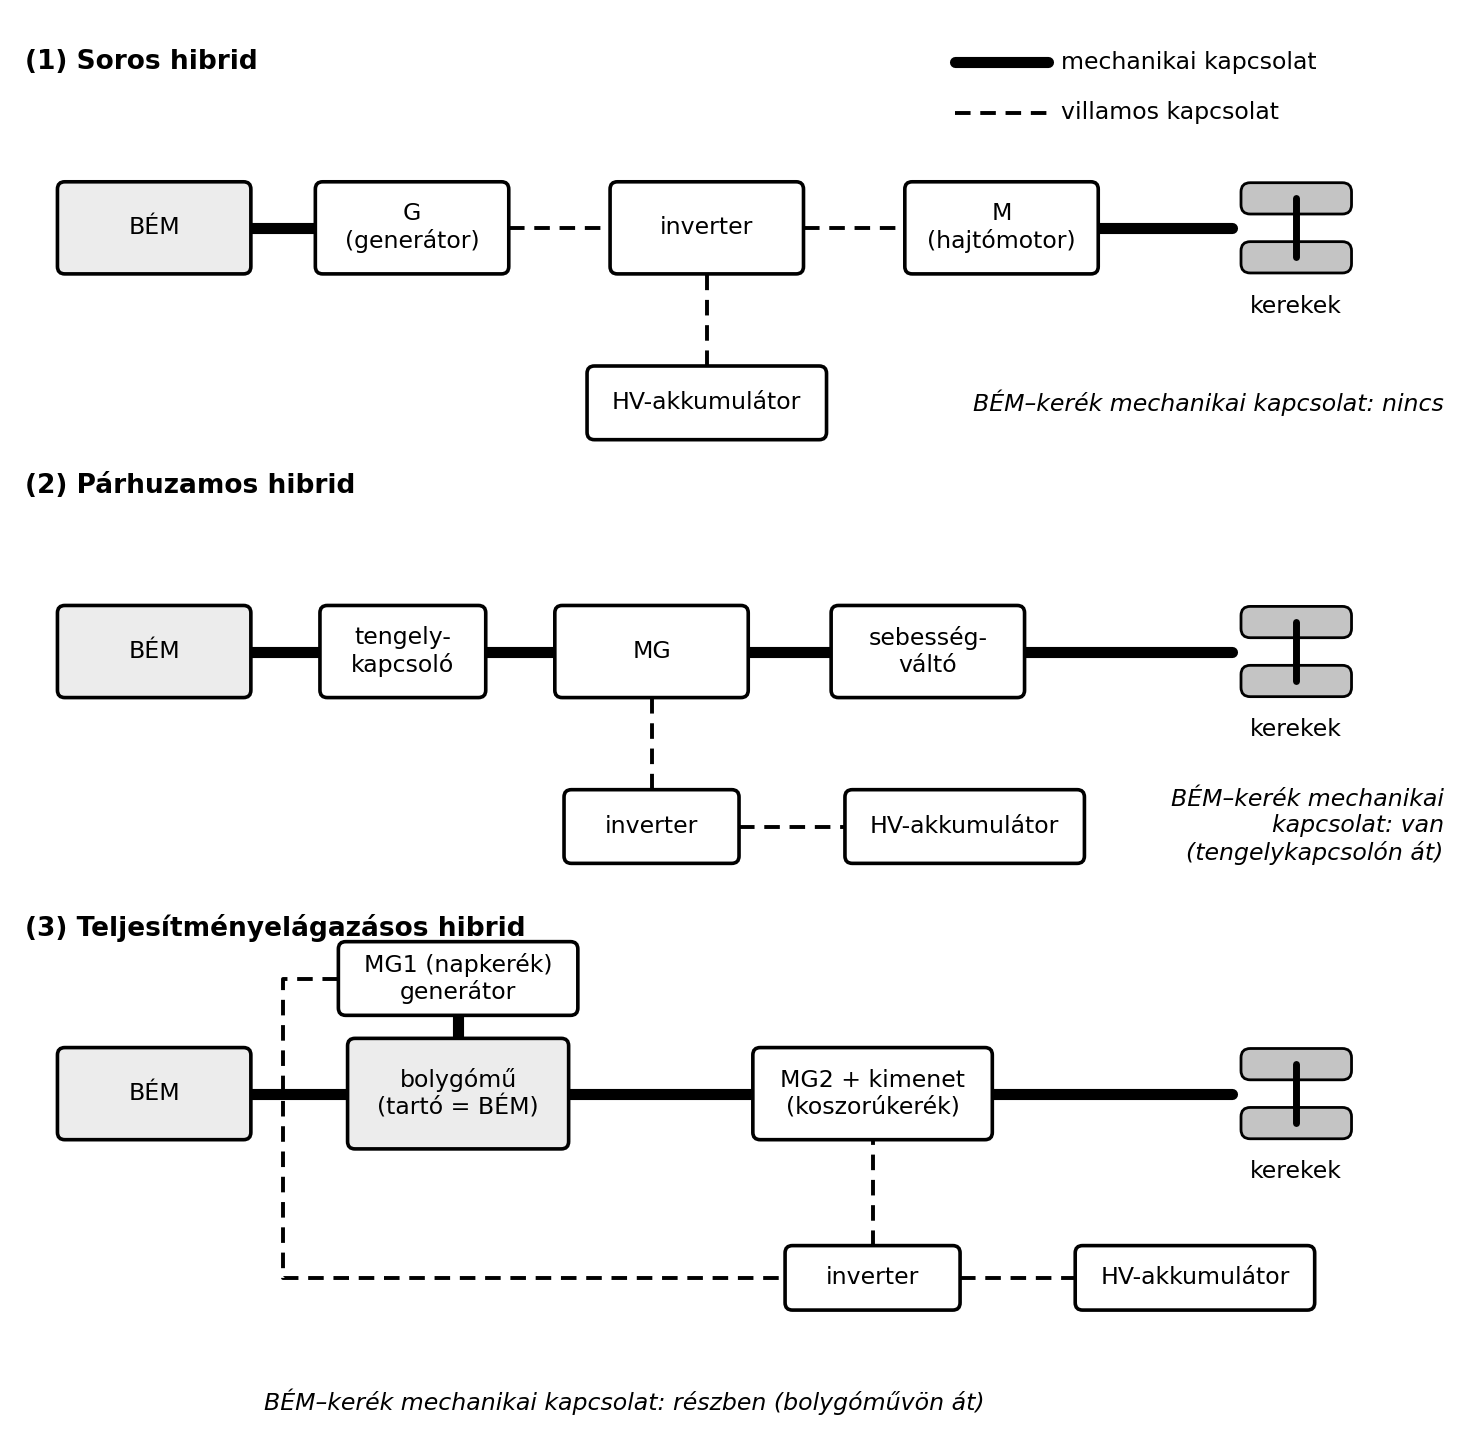 (1) Soros hibrid
mechanikai kapcsolat
villamos kapcsolat
BÉM
G
(generátor)
inverter
M
(hajtómotor)
kerekek
HV-akkumulátor
BÉM–kerék mechanikai kapcsolat: nincs
(2) Párhuzamos hibrid
BÉM
tengely-
kapcsoló
MG
sebesség-
váltó
kerekek
inverter
HV-akkumulátor
BÉM–kerék mechanikai
kapcsolat: van
(tengelykapcsolón át)
(3) Teljesítményelágazásos hibrid
MG1 (napkerék)
generátor
BÉM
bolygómű
(tartó = BÉM)
MG2 + kimenet
(koszorúkerék)
kerekek
inverter
HV-akkumulátor
BÉM–kerék mechanikai kapcsolat: részben (bolygóművön át)